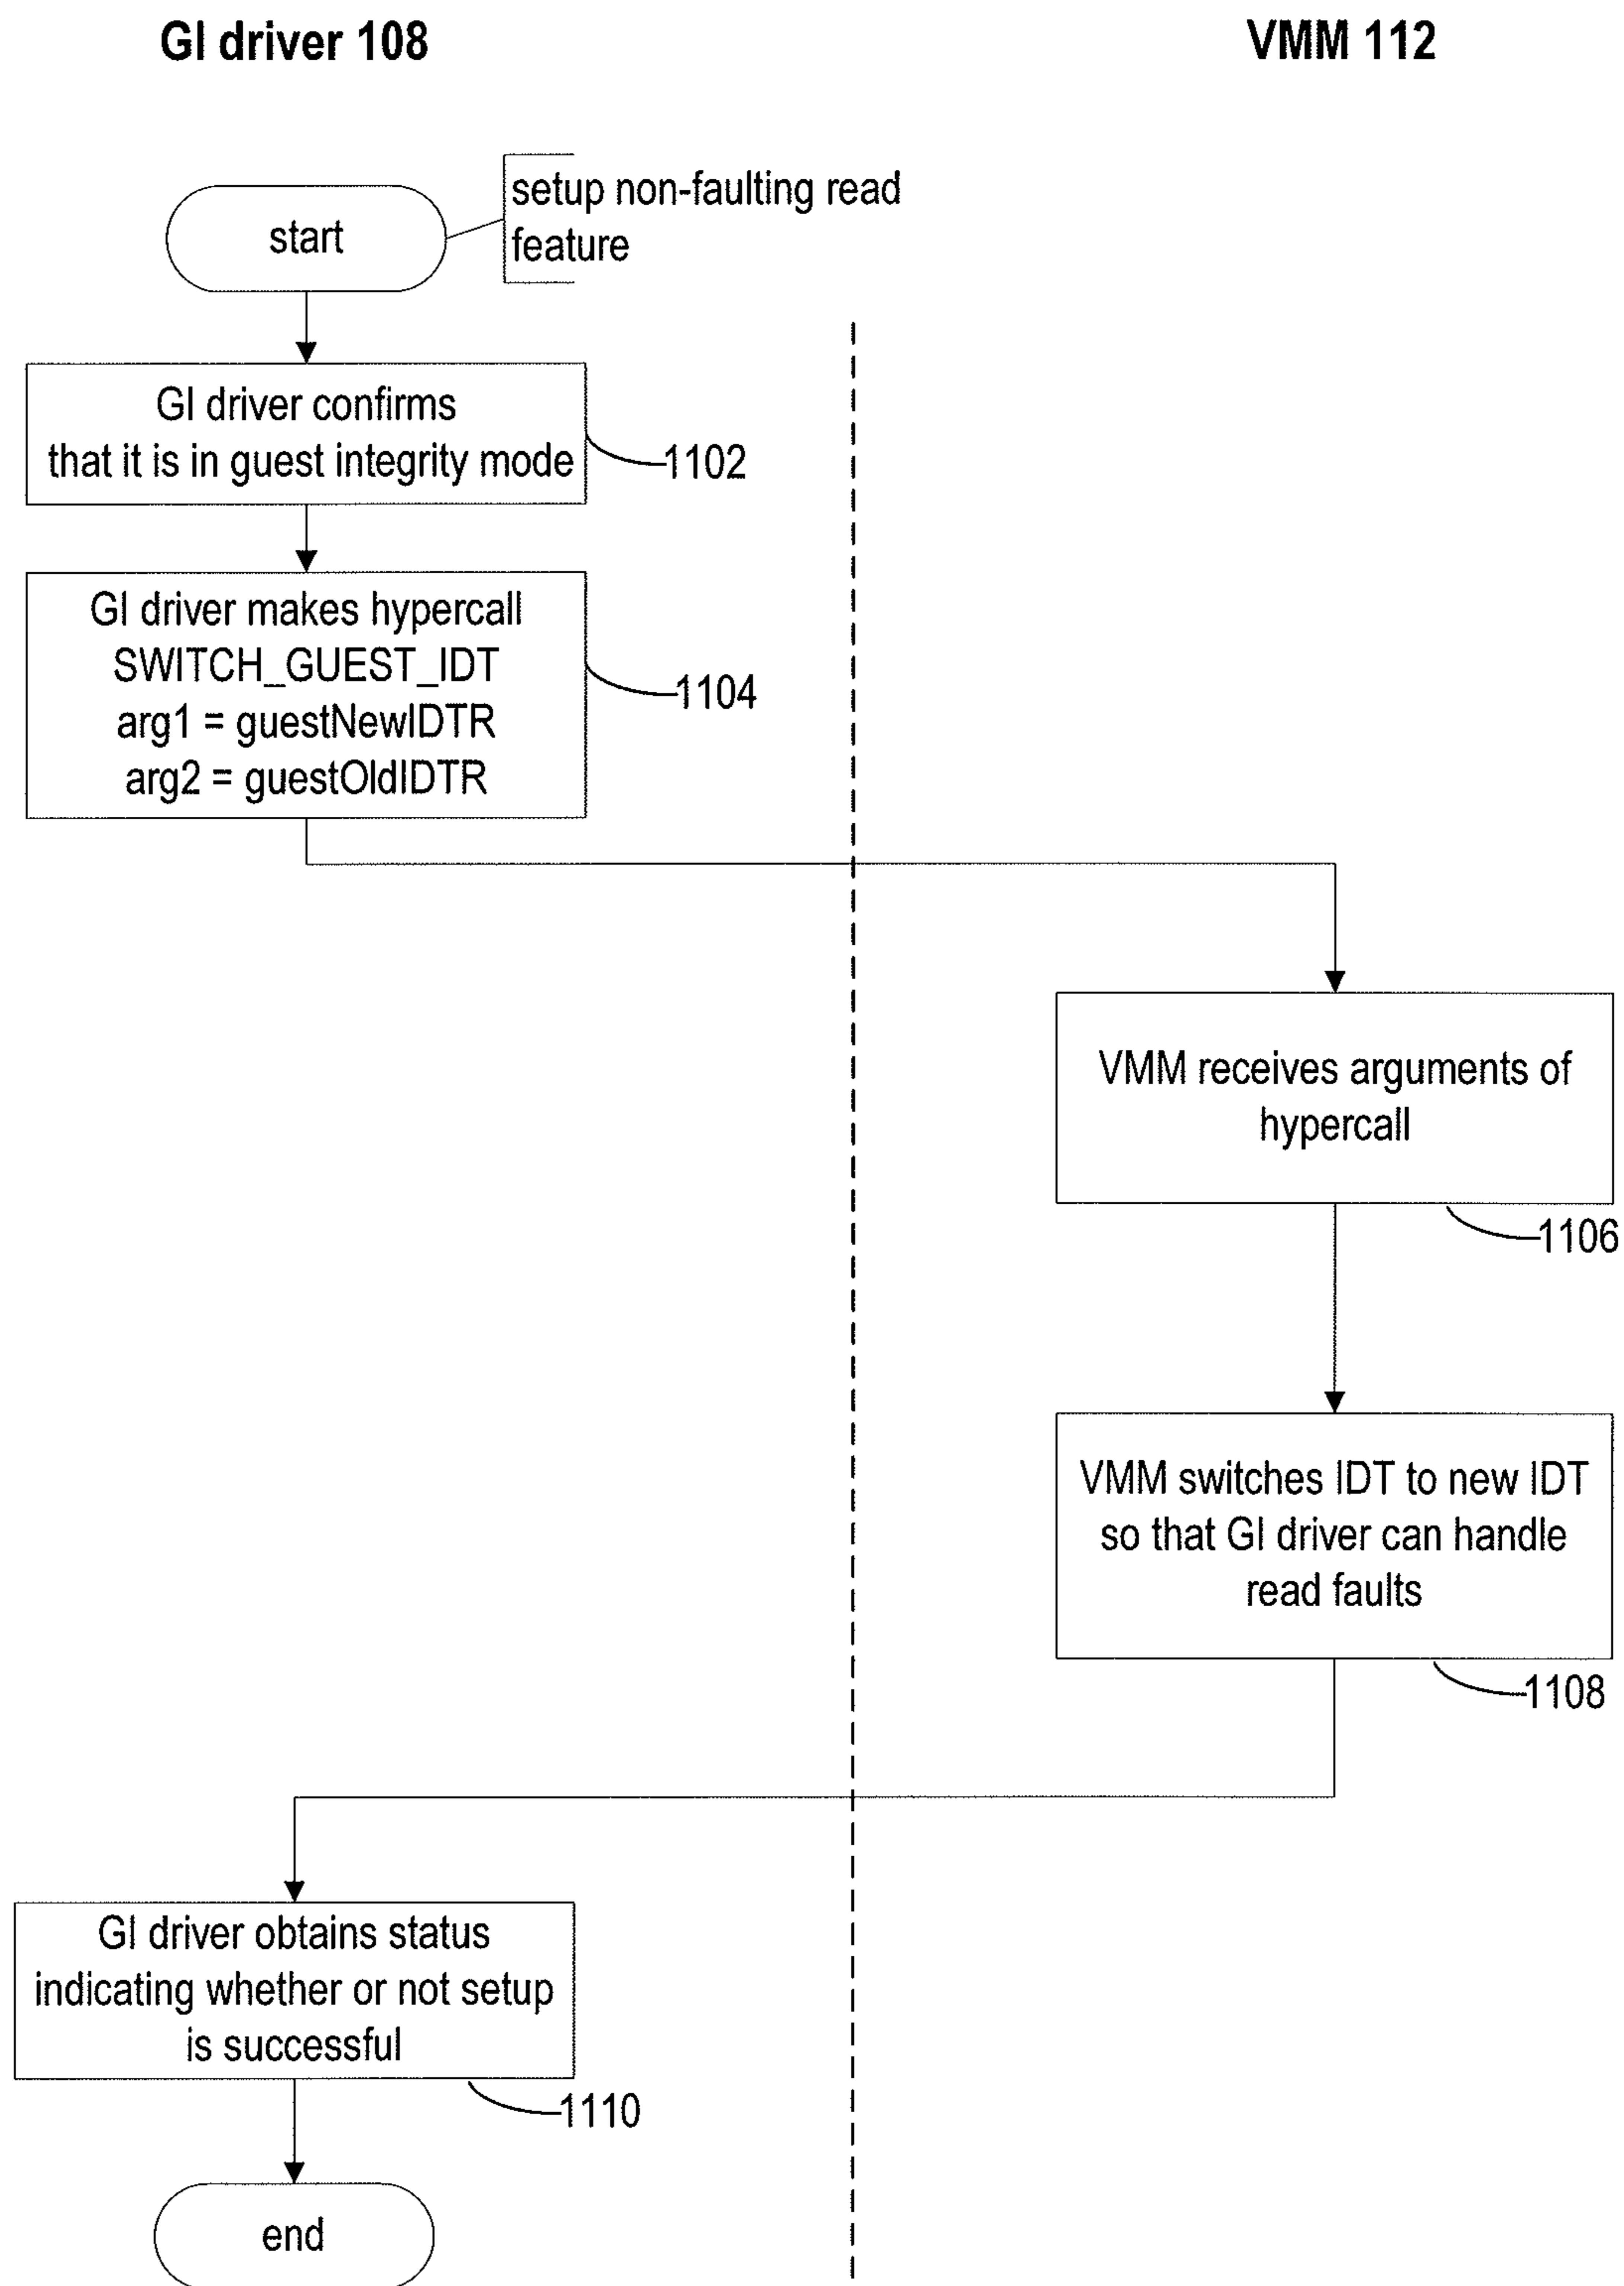 GI driver 108
VMM 112
start
setup non-faulting read
feature
GI driver confirms
that it is in guest integrity mode
1102
GI driver makes hypercall
SWITCH_GUEST_IDT
arg1 = guestNewIDTR
arg2 = guestOldIDTR
1104
VMM receives arguments of
hypercall
1106
VMM switches IDT to new IDT
so that GI driver can handle
read faults
1108
GI driver obtains status
indicating whether or not setup
is successful
1110
end